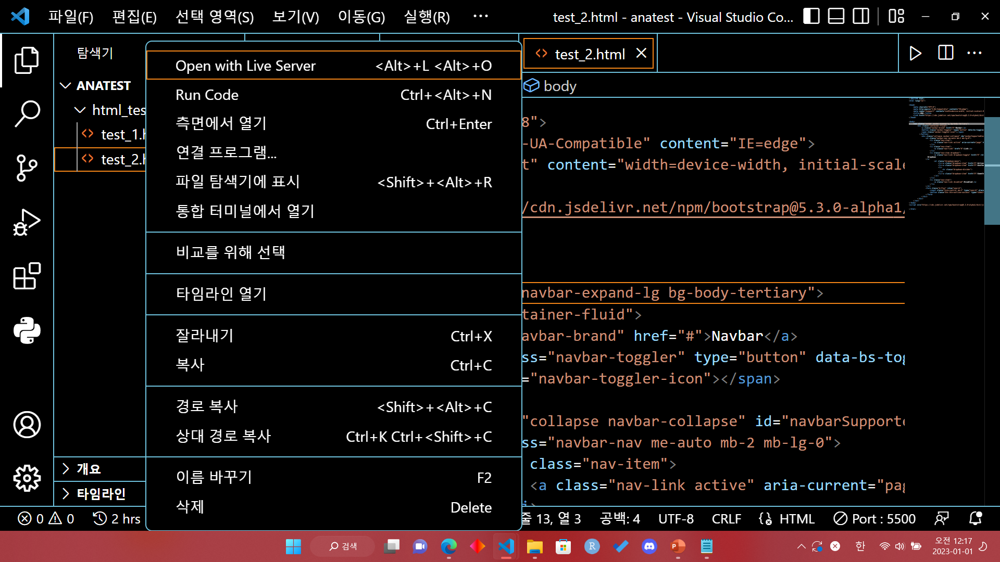 파일(F) 편집(E) 선택 영역(S) 보기(V) 이동(G) 실행(R) ··· test_2.html - anatest - Visual Studio Co...
탐색기
test_2.html
ANATEST
body
html_tes
test_1.h
test_2.h
Open with Live Server <Alt>+L <Alt>+O
Run Code Ctrl+<Alt>+N
측면에서 열기 Ctrl+Enter
연결 프로그램...
파일 탐색기에 표시 <Shift>+<Alt>+R
통합 터미널에서 열기
비교를 위해 선택
타임라인 열기
잘라내기 Ctrl+X
복사 Ctrl+C
경로 복사 <Shift>+<Alt>+C
상대 경로 복사 Ctrl+K Ctrl+<Shift>+C
이름 바꾸기 F2
삭제 Delete
8">
-UA-Compatible" content="IE=edge">
t" content="width=device-width, initial-scale
/cdn.jsdelivr.net/npm/bootstrap@5.3.0-alpha1/
navbar-expand-lg bg-body-tertiary">
tainer-fluid">
avbar-brand" href="#">Navbar</a>
ss="navbar-toggler" type="button" data-bs-tog
="navbar-toggler-icon"></span>
"collapse navbar-collapse" id="navbarSupporte
ss="navbar-nav me-auto mb-2 mb-lg-0">
class="nav-item">
<a class="nav-link active" aria-current="pag
개요
타임라인
0 0 2 hrs 줄 13, 열 3 공백: 4 UTF-8 CRLF HTML Port : 5500
검색
한
오전 12:17
2023-01-01